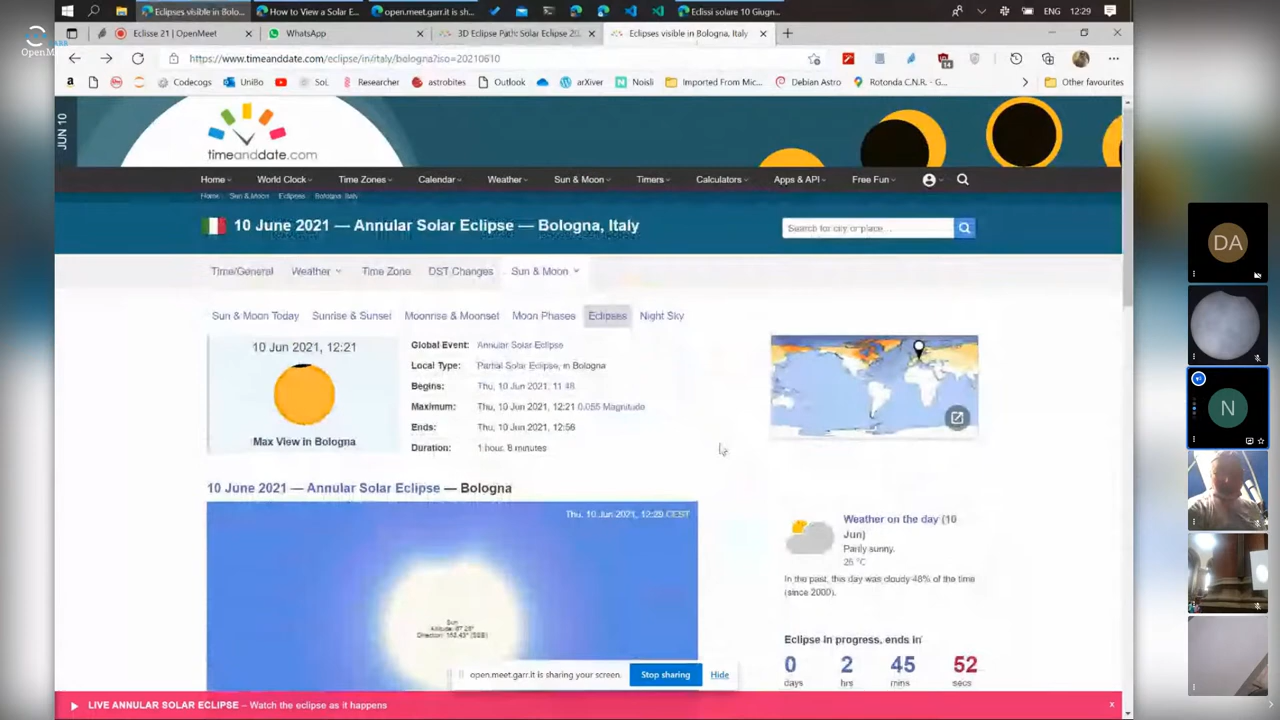 Eclipses visible in Bolo...
How to View a Solar E...
open.meet.garr.it is sh...
Eclissi solare 10 Giugn...
ENG
12:29
Eclisse 21 | OpenMeet
WhatsApp
3D Eclipse Path: Solar Eclipse 20...
Eclipses visible in Bologna, Italy
https://www.timeanddate.com/eclipse/in/italy/bologna?iso=20210610
14
Codecogs
UniBo
SoL
Researcher
astrobites
Outlook
arXiver
Noisli
Imported From Mic...
Debian Astro
Rotonda C.N.R. - G...
Other favourites
JUN 10
timeanddate.com
Home
World Clock
Time Zones
Calendar
Weather
Sun & Moon
Timers
Calculators
Apps & API
Free Fun
Home
Sun & Moon
Eclipses
Bologna, Italy
10 June 2021 — Annular Solar Eclipse — Bologna, Italy
Search for city or place...
Time/General
Weather
Time Zone
DST Changes
Sun & Moon
Sun & Moon Today
Sunrise & Sunset
Moonrise & Moonset
Moon Phases
Eclipses
Night Sky
10 Jun 2021, 12:21
Max View in Bologna
Global Event: Annular Solar Eclipse
Local Type: Partial Solar Eclipse, in Bologna
Begins: Thu, 10 Jun 2021, 11:48
Maximum: Thu, 10 Jun 2021, 12:21 0.055 Magnitude
Ends: Thu, 10 Jun 2021, 12:56
Duration: 1 hour, 8 minutes
10 June 2021 — Annular Solar Eclipse — Bologna
Thu, 10 Jun 2021, 12:29 CEST
Sun
Altitude:
Direction:
Weather on the day (10
Jun)
Partly sunny.
In the past, this day was cloudy 48% of the time
(since 2000).
Eclipse in progress, ends in
0 2 45 52
days hrs mins secs
open.meet.garr.it is sharing your screen.
Stop sharing
Hide
LIVE ANNULAR SOLAR ECLIPSE – Watch the eclipse as it happens
DA
N